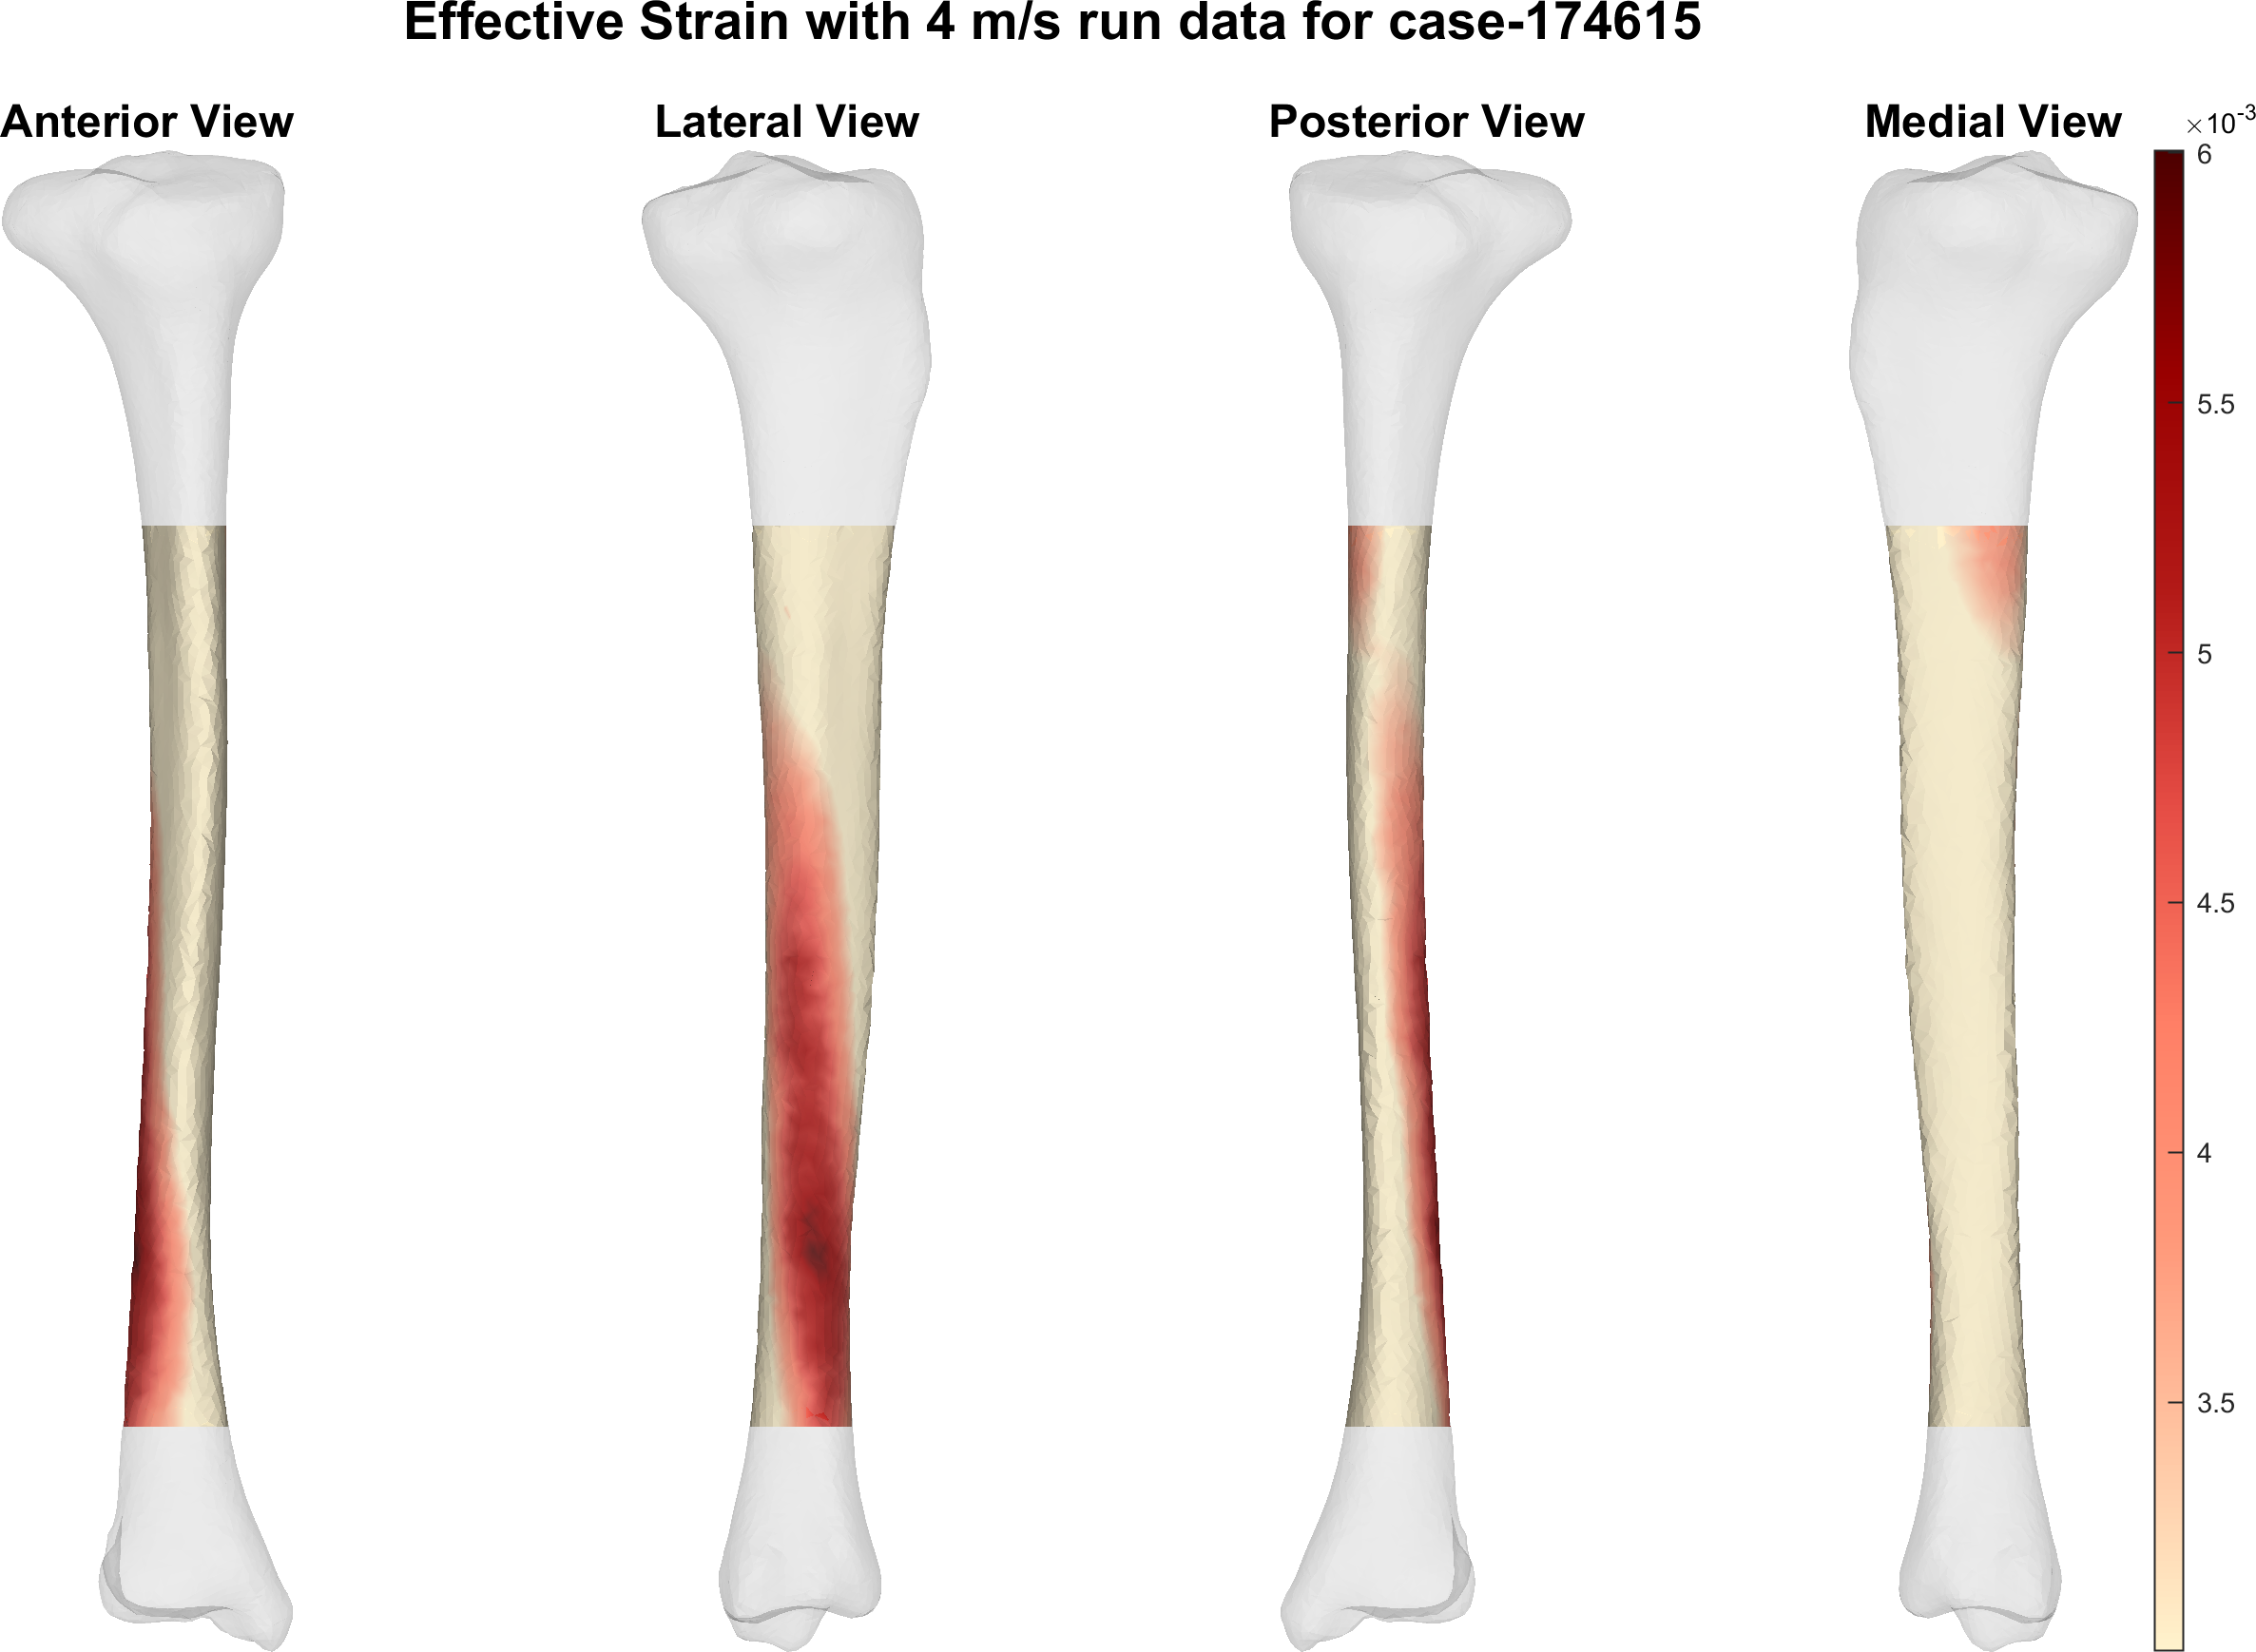 Effective Strain with 4 m/s run data for case-174615
Anterior View
Lateral View
Posterior View
Medial View
×10-3
6
5.5
5
4.5
4
3.5